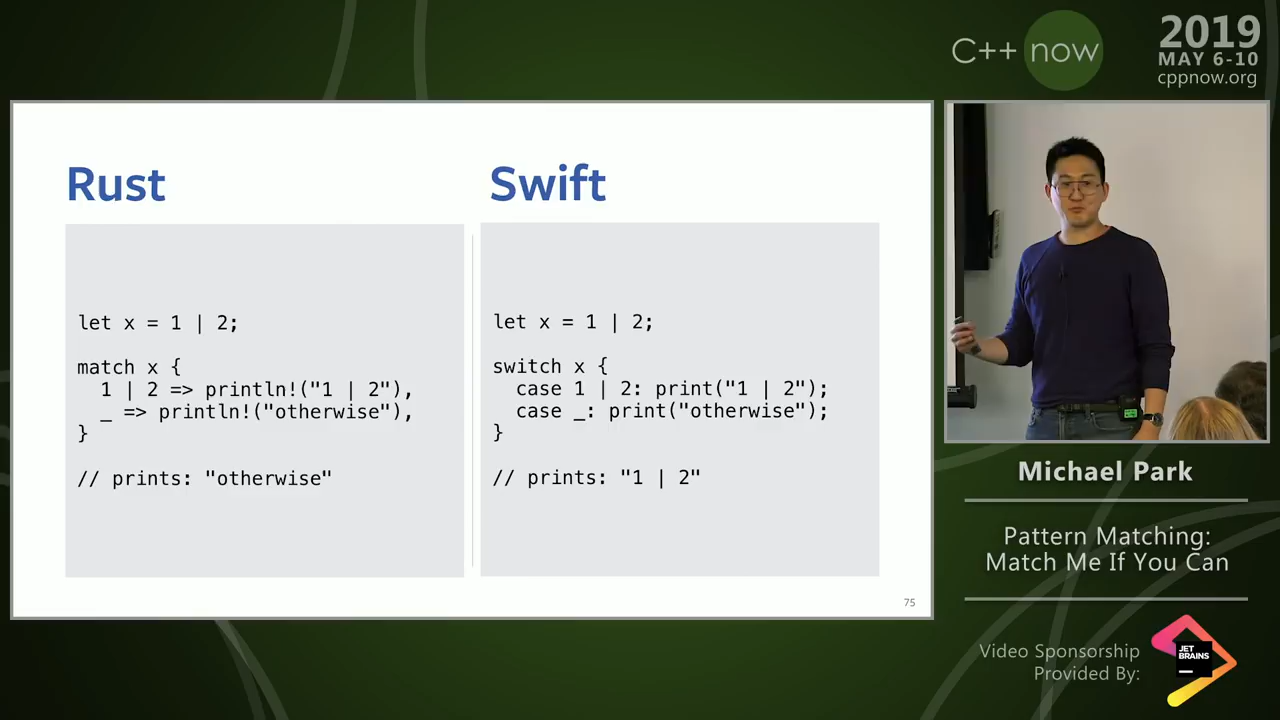 C++ now
2019
MAY 6-10
cppnow.org
Rust
let x = 1 | 2;
match x {
  1 | 2 => println!("1 | 2"),
  _ => println!("otherwise"),
}
// prints: "otherwise"
Swift
let x = 1 | 2;
switch x {
  case 1 | 2: print("1 | 2");
  case _: print("otherwise");
}
// prints: "1 | 2"
75
Michael Park
Pattern Matching:
Match Me If You Can
Video Sponsorship
Provided By:
JET
BRAINS